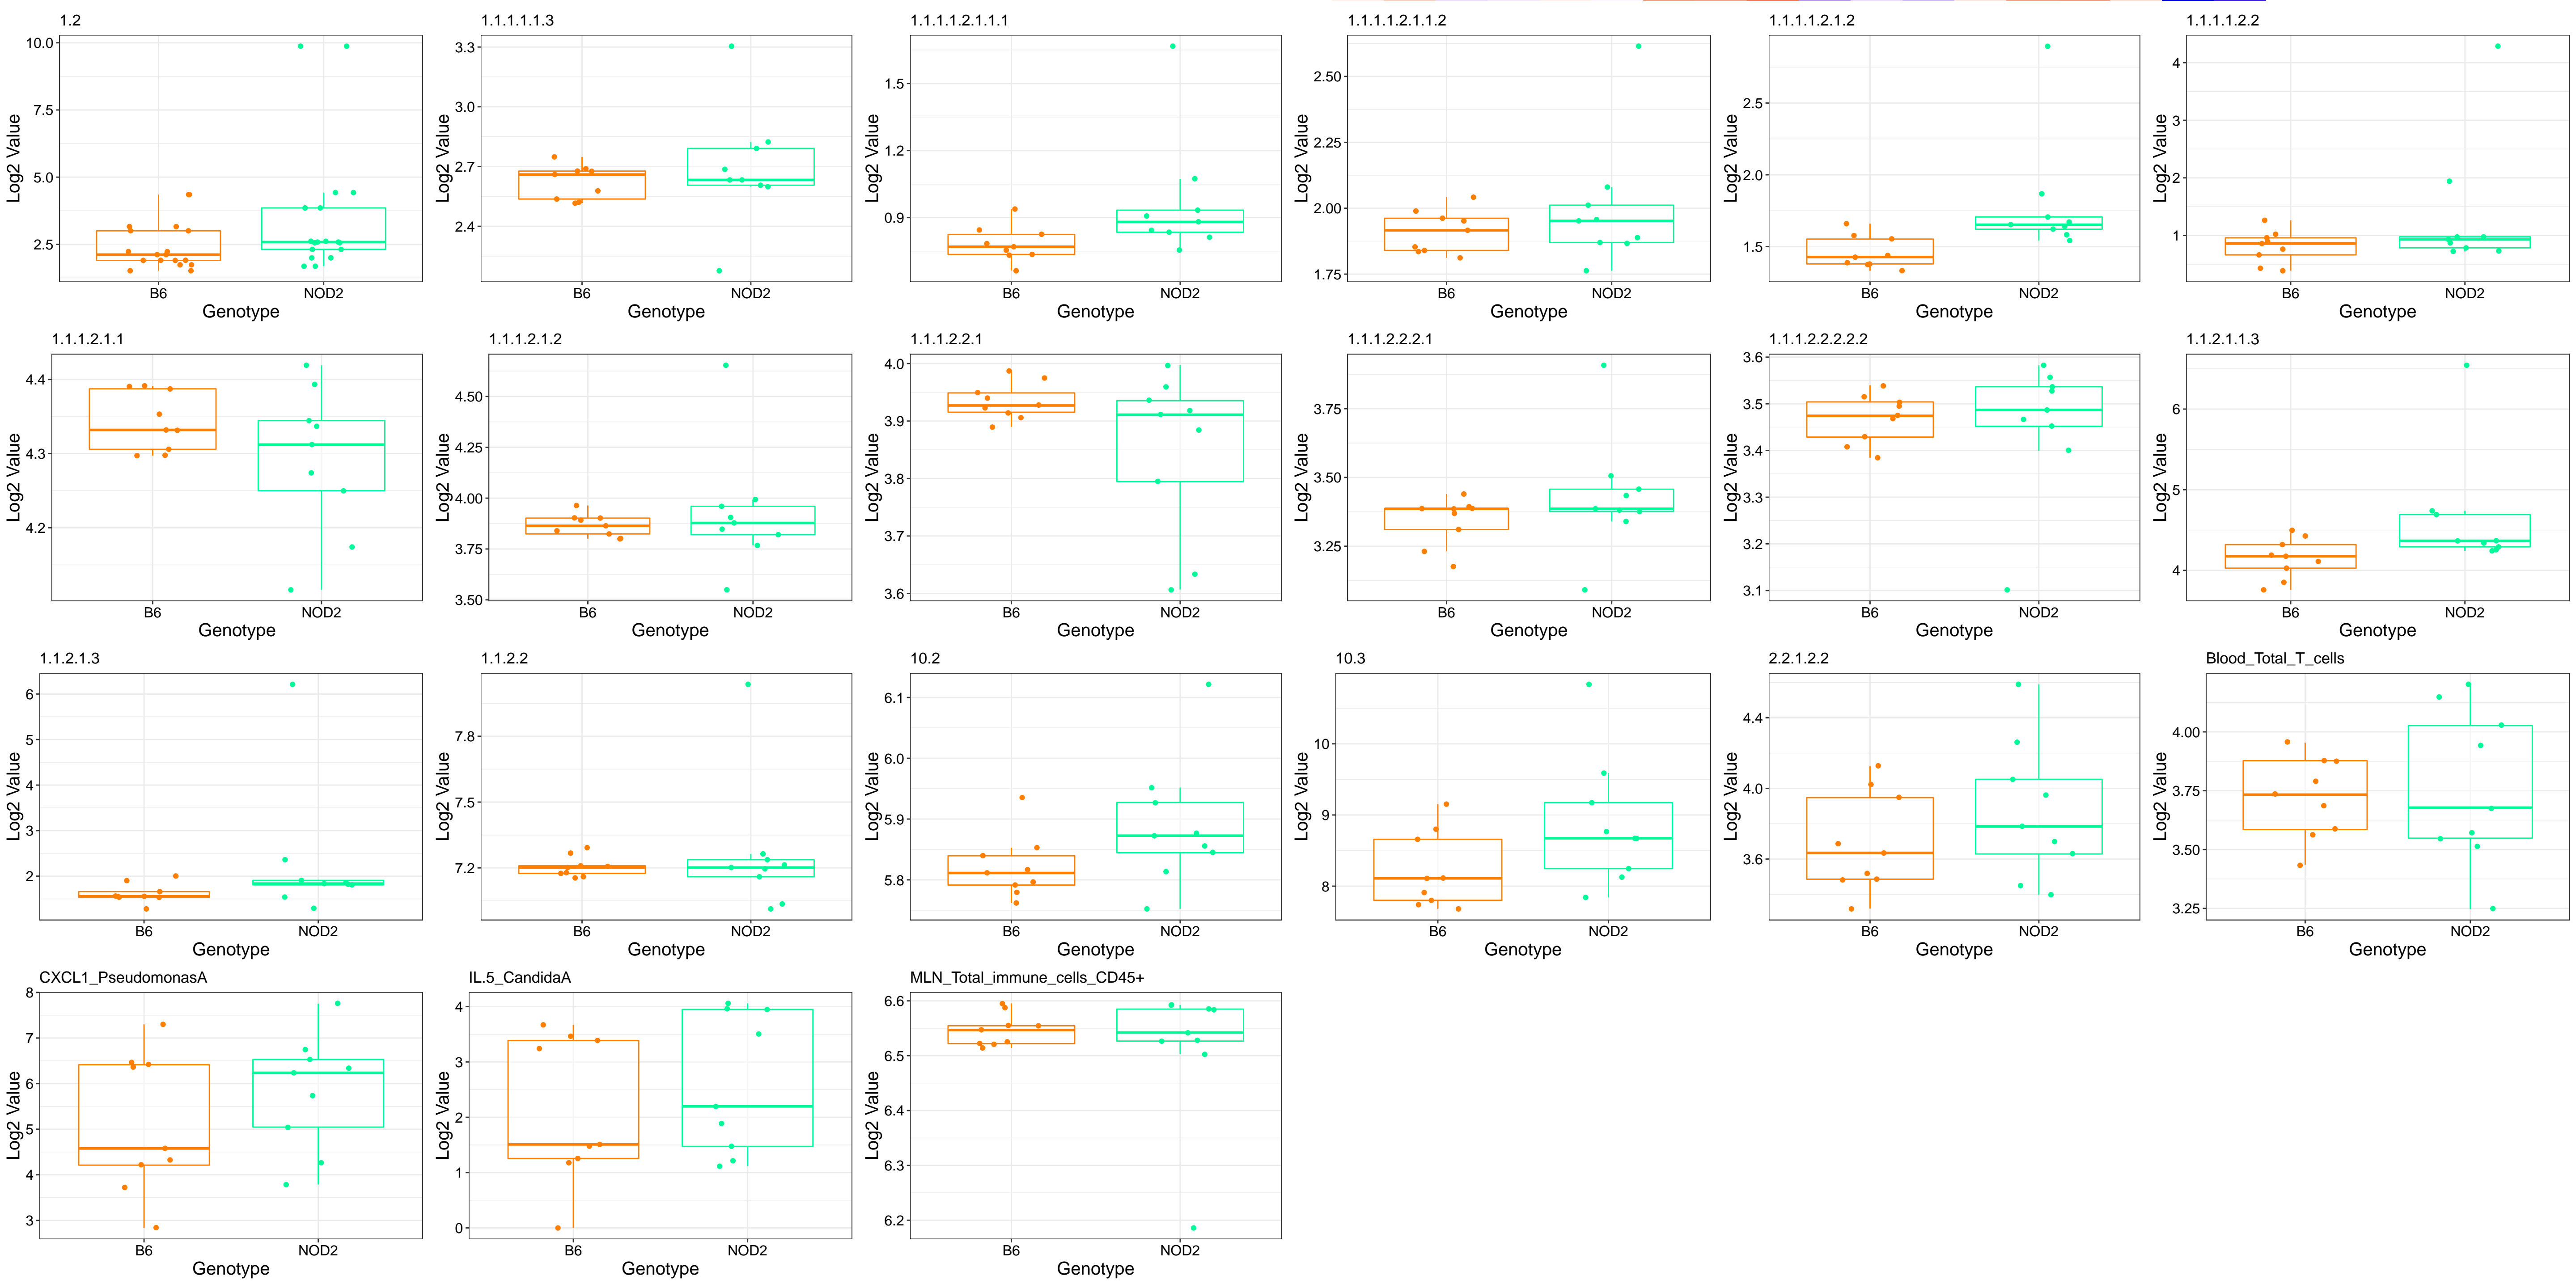 1.2
10.0
7.5
5.0
2.5
Log2 Value
B6
NOD2
Genotype
1.1.1.1.1.3
3.3
3.0
2.7
2.4
Log2 Value
B6
NOD2
Genotype
1.1.1.1.1.2.1.1.1
1.5
1.2
0.9
Log2 Value
B6
NOD2
Genotype
1.1.1.1.1.2.1.1.2
2.50
2.25
2.00
1.75
Log2 Value
B6
NOD2
Genotype
1.1.1.1.1.2.1.2
2.5
2.0
1.5
Log2 Value
B6
NOD2
Genotype
1.1.1.1.1.2.2
4
3
2
1
Log2 Value
B6
NOD2
Genotype
1.1.1.2.1.1
4.4
4.3
4.2
Log2 Value
B6
NOD2
Genotype
1.1.1.2.1.2
4.50
4.25
4.00
3.75
3.50
Log2 Value
B6
NOD2
Genotype
1.1.1.2.2.1
4.0
3.9
3.8
3.7
3.6
Log2 Value
B6
NOD2
Genotype
1.1.1.2.2.2.1
3.75
3.50
3.25
Log2 Value
B6
NOD2
Genotype
1.1.1.2.2.2.2.2
3.6
3.5
3.4
3.3
3.2
3.1
Log2 Value
B6
NOD2
Genotype
1.1.2.1.1.3
6
5
4
Log2 Value
B6
NOD2
Genotype
1.1.2.1.3
6
5
4
3
2
Log2 Value
B6
NOD2
Genotype
1.1.2.2
7.8
7.5
7.2
Log2 Value
B6
NOD2
Genotype
10.2
6.1
6.0
5.9
5.8
Log2 Value
B6
NOD2
Genotype
10.3
10
9
8
Log2 Value
B6
NOD2
Genotype
2.2.1.2.2
4.4
4.0
3.6
Log2 Value
B6
NOD2
Genotype
Blood_Total_T_cells
4.00
3.75
3.50
3.25
Log2 Value
B6
NOD2
Genotype
CXCL1_PseudomonasA
8
7
6
5
4
3
Log2 Value
B6
NOD2
Genotype
IL.5_CandidaA
4
3
2
1
0
Log2 Value
B6
NOD2
Genotype
MLN_Total_immune_cells_CD45+
6.6
6.5
6.4
6.3
6.2
Log2 Value
B6
NOD2
Genotype